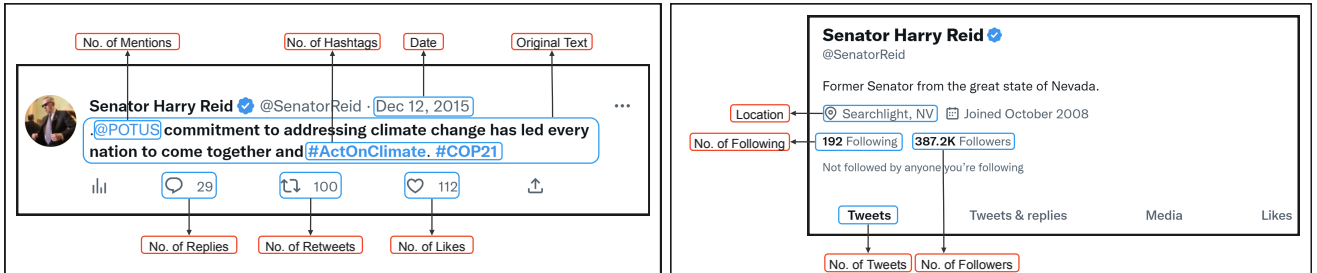 No. of Mentions
No. of Hashtags
Date
Original Text
Senator Harry Reid @SenatorReid · Dec 12, 2015
.@POTUS commitment to addressing climate change has led every
nation to come together and #ActOnClimate. #COP21
29
100
112
No. of Replies
No. of Retweets
No. of Likes
Senator Harry Reid
@SenatorReid
Former Senator from the great state of Nevada.
Location
Searchlight, NV
Joined October 2008
No. of Following
192 Following
387.2K Followers
Not followed by anyone you're following
Tweets
Tweets & replies
Media
Likes
No. of Tweets
No. of Followers